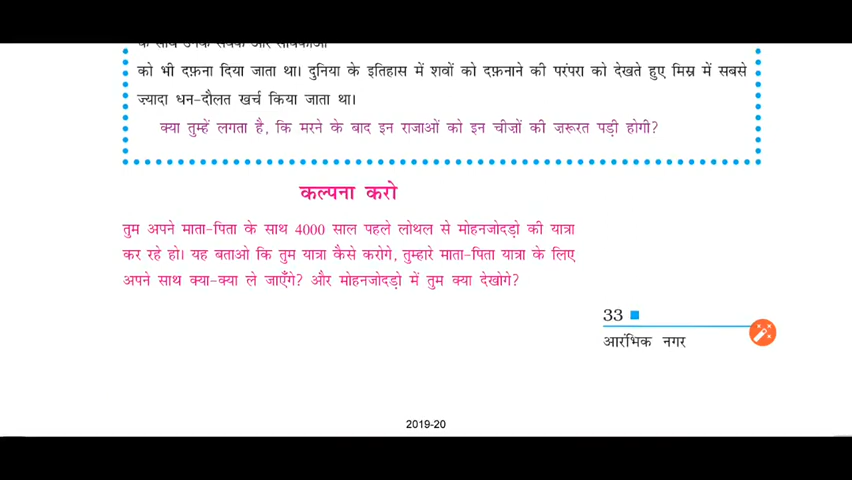 को भी दफ़ना दिया जाता था। दुनिया के इतिहास में शवों को दफ़नाने की परंपरा को देखते हुए मिस्र में सबसे
ज़्यादा धन-दौलत खर्च किया जाता था।
क्या तुम्हें लगता है, कि मरने के बाद इन राजाओं को इन चीज़ों की ज़रूरत पड़ी होगी?
कल्पना करो
तुम अपने माता-पिता के साथ 4000 साल पहले लोथल से मोहनजोदड़ो की यात्रा
कर रहे हो। यह बताओ कि तुम यात्रा कैसे करोगे, तुम्हारे माता-पिता यात्रा के लिए
अपने साथ क्या-क्या ले जाएँगे? और मोहनजोदड़ो में तुम क्या देखोगे?
33
आरंभिक नगर
2019-20